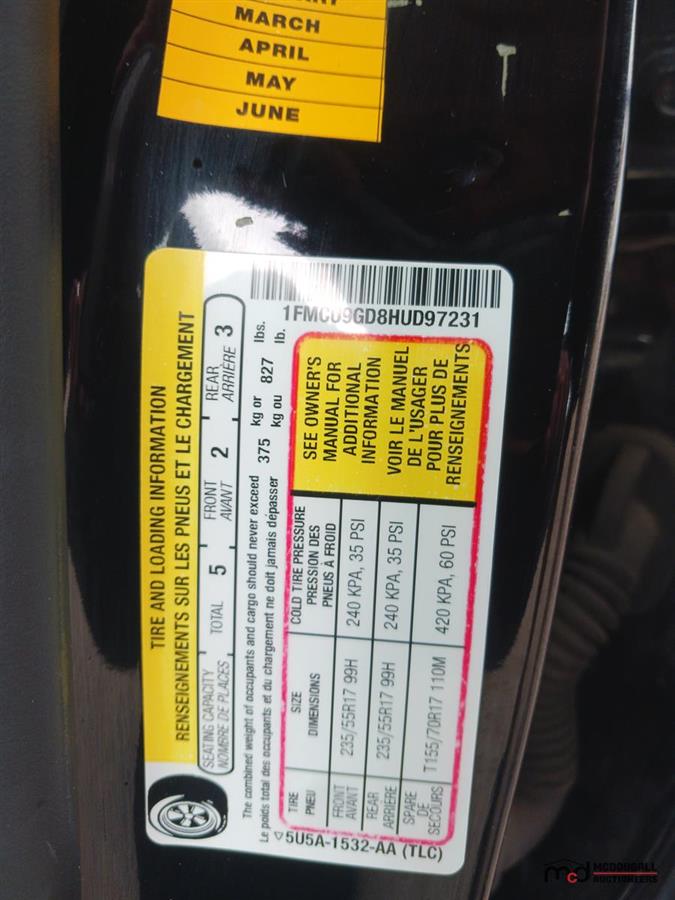 MARCH
APRIL
MAY
JUNE
TIRE AND LOADING INFORMATION
RENSEIGNEMENTS SUR LES PNEUS ET LE CHARGEMENT
SEATING CAPACITY TOTAL 5 FRONT 2 REAR 3
NOMBRE DE PLACES AVANT ARRIÈRE
The combined weight of occupants and cargo should never exceed 375 kg or 827 lbs.
Le poids total des occupants et du chargement ne doit jamais dépasser kg ou lb.
1FMCU9GD8HUD97231
TIRE SIZE COLD TIRE PRESSURE
PNEU DIMENSIONS PRESSION DES
PNEUS À FROID
FRONT
AVANT 235/55R17 99H 240 KPA, 35 PSI
REAR
ARRIÈRE 235/55R17 99H 240 KPA, 35 PSI
SPARE
DE
SECOURS T155/70R17 110M 420 KPA, 60 PSI
SEE OWNER'S
MANUAL FOR
ADDITIONAL
INFORMATION
VOIR LE MANUEL
DE L'USAGER
POUR PLUS DE
RENSEIGNEMENTS
5U5A-1532-AA (TLC)
mcd MCDOUGALL
AUCTIONEERS